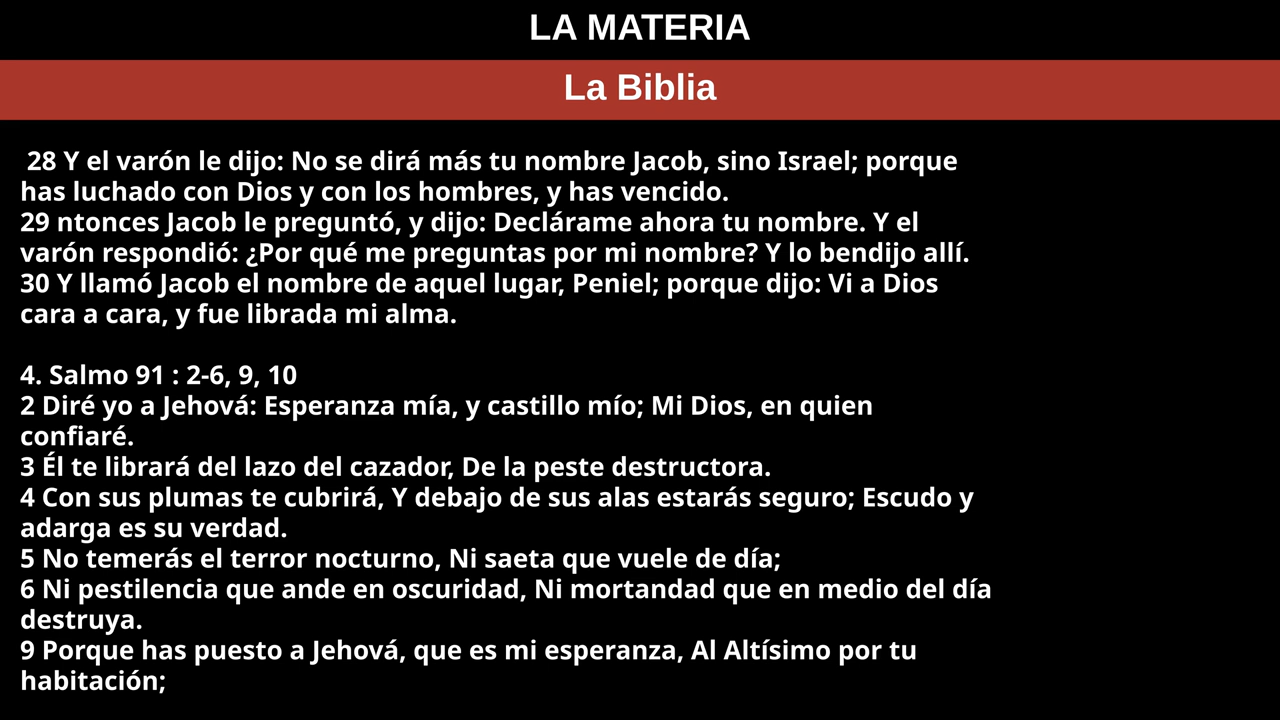 LA MATERIA
La Biblia
28 Y el varón le dijo: No se dirá más tu nombre Jacob, sino Israel; porque
has luchado con Dios y con los hombres, y has vencido.
29 ntonces Jacob le preguntó, y dijo: Declárame ahora tu nombre. Y el
varón respondió: ¿Por qué me preguntas por mi nombre? Y lo bendijo allí.
30 Y llamó Jacob el nombre de aquel lugar, Peniel; porque dijo: Vi a Dios
cara a cara, y fue librada mi alma.
4. Salmo 91 : 2-6, 9, 10
2 Diré yo a Jehová: Esperanza mía, y castillo mío; Mi Dios, en quien
confiaré.
3 Él te librará del lazo del cazador, De la peste destructora.
4 Con sus plumas te cubrirá, Y debajo de sus alas estarás seguro; Escudo y
adarga es su verdad.
5 No temerás el terror nocturno, Ni saeta que vuele de día;
6 Ni pestilencia que ande en oscuridad, Ni mortandad que en medio del día
destruya.
9 Porque has puesto a Jehová, que es mi esperanza, Al Altísimo por tu
habitación;